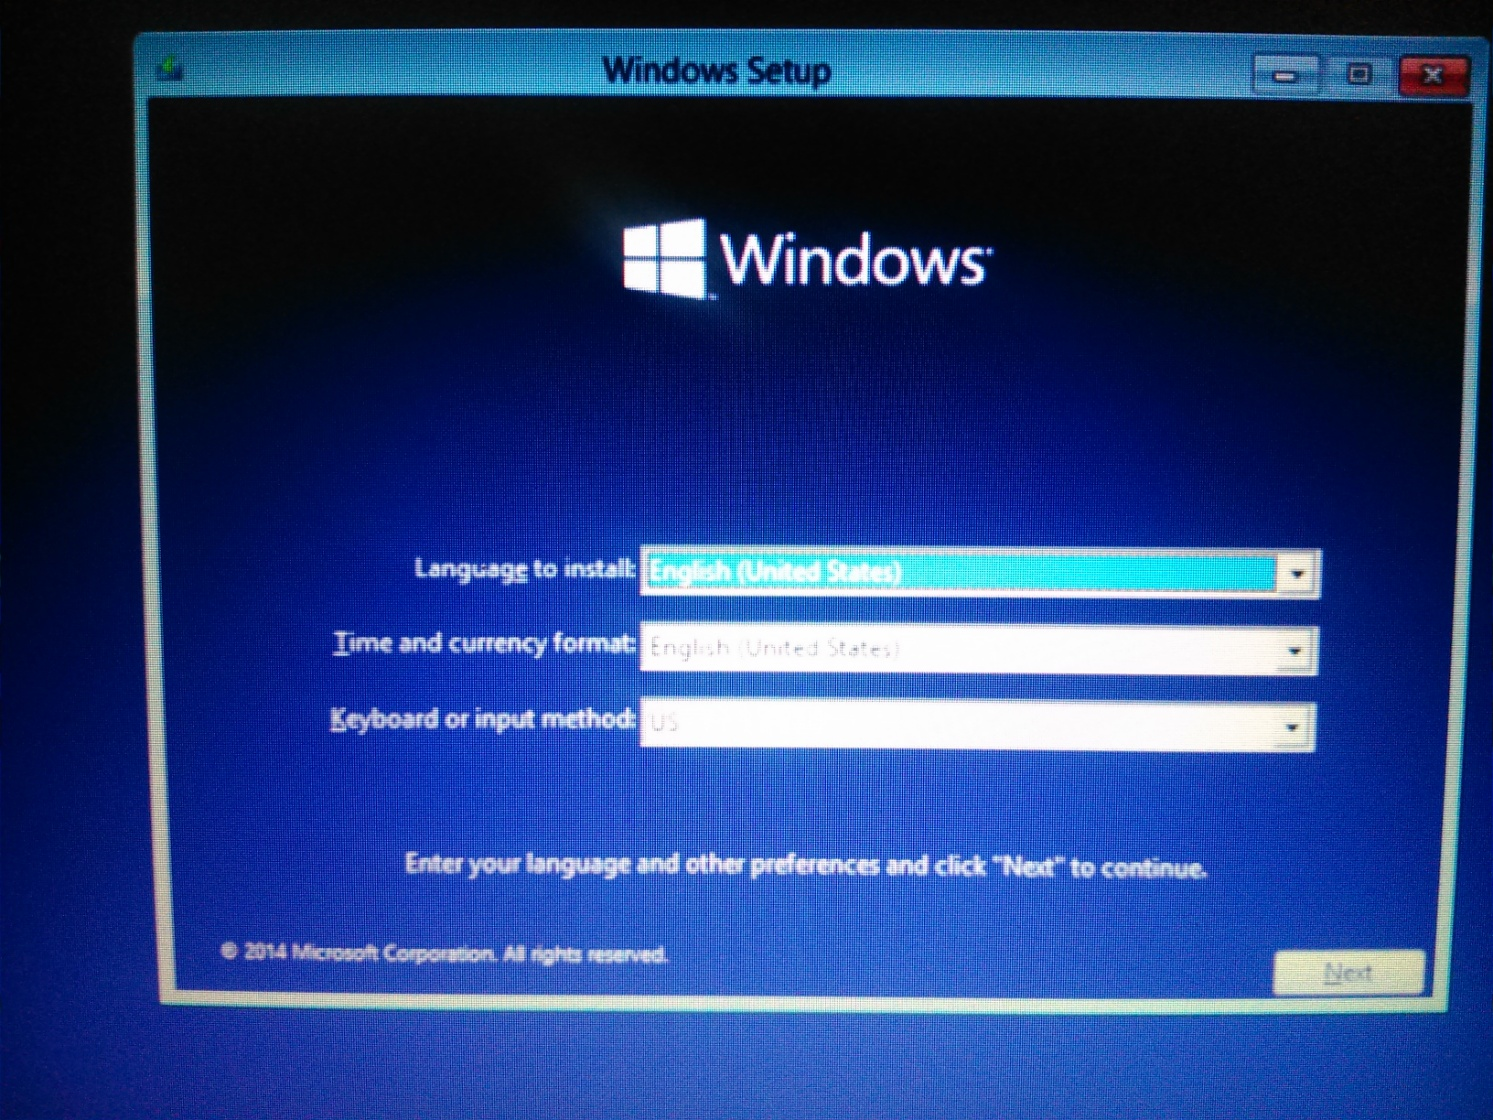 Windows Setup
Windows
Language to install: English (United States)
Time and currency format: English (United States)
Keyboard or input method: US
Enter your language and other preferences and click "Next" to continue.
© 2014 Microsoft Corporation. All rights reserved.
Next